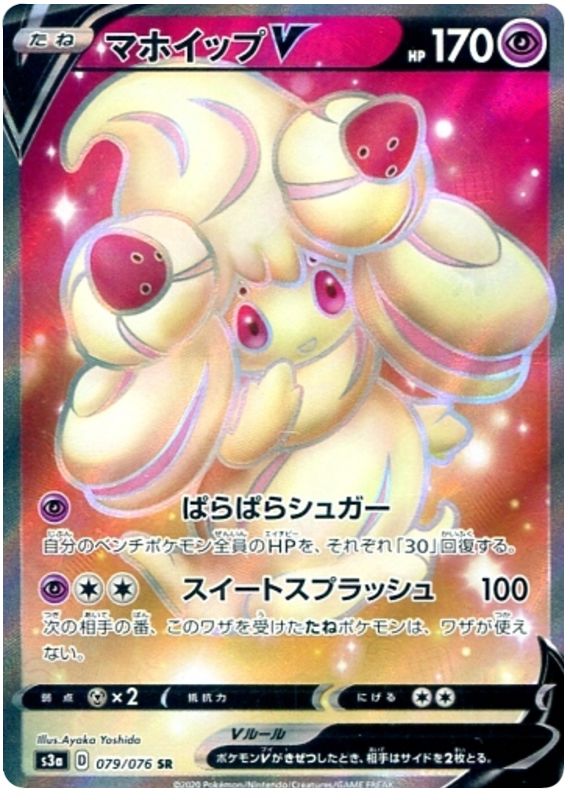 たね マホイップV HP 170
ぱらぱらシュガー
自分のベンチポケモン全員のHPを、それぞれ「30」回復する。
スイートスプラッシュ 100
次の相手の番、このワザを受けたたねポケモンは、ワザが使え
ない。
弱点 ×2 抵抗力 にげる
Illus. Ayaka Yoshida
Vルール
s3a D 079/076 SR
ポケモンVがきぜつしたとき、相手はサイドを2枚とる。
©2020 Pokémon/Nintendo/Creatures/GAME FREAK